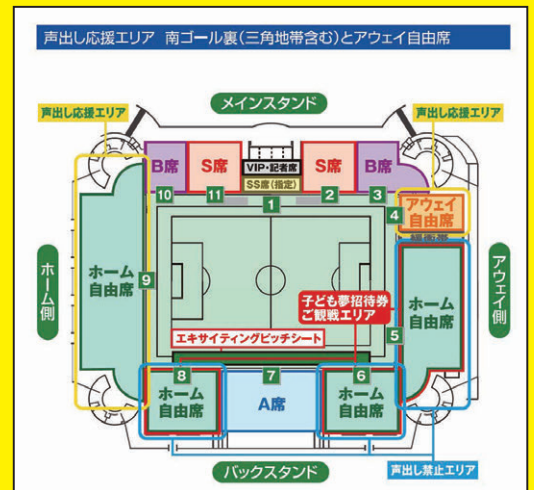 声出し応援エリア 南ゴール裏(三角地帯含む)とアウェイ自由席
メインスタンド
声出し応援エリア
声出し応援エリア
B席
S席
VIP・記者席
SS席(指定)
S席
B席
10
11
1
2
3
4
アウェイ
自由席
緩衝帯
ホーム側
ホーム
自由席
9
ホーム
自由席
アウェイ側
子ども夢招待券
ご観戦エリア
5
エキサイティングピッチシート
8
7
6
ホーム
自由席
A席
ホーム
自由席
声出し禁止エリア
バックスタンド